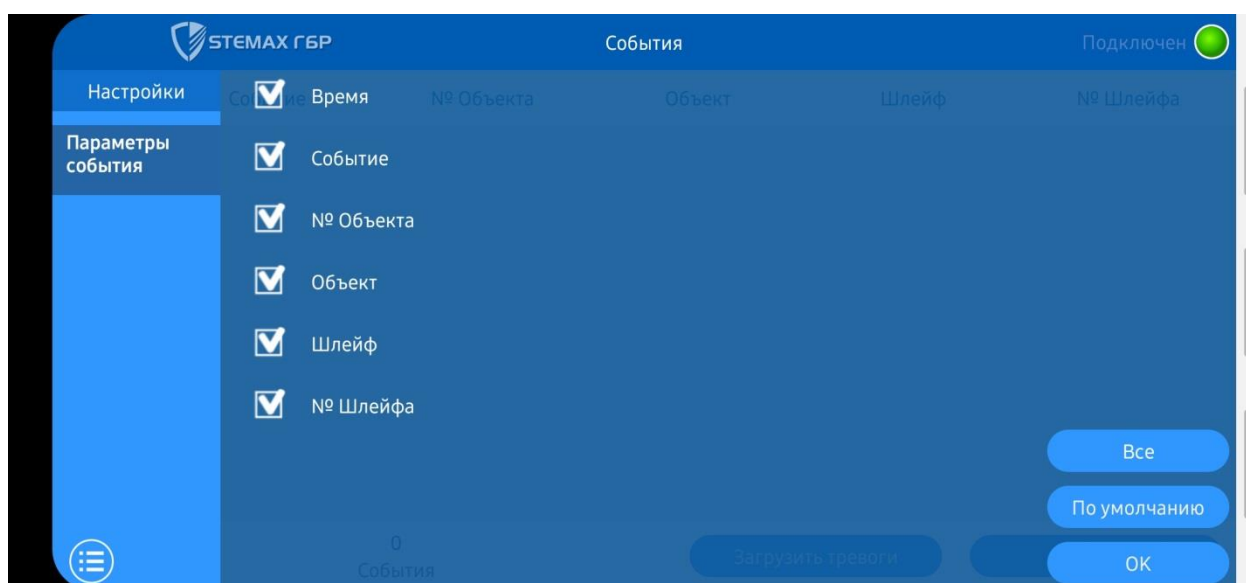 STEMAX ГБР
События
Подключен
Настройки
Время
№ Объекта
Объект
Шлейф
№ Шлейфа
Параметры
события
Событие
№ Объекта
Объект
Шлейф
№ Шлейфа
Все
По умолчанию
0
События
Загрузить тревоги
OK